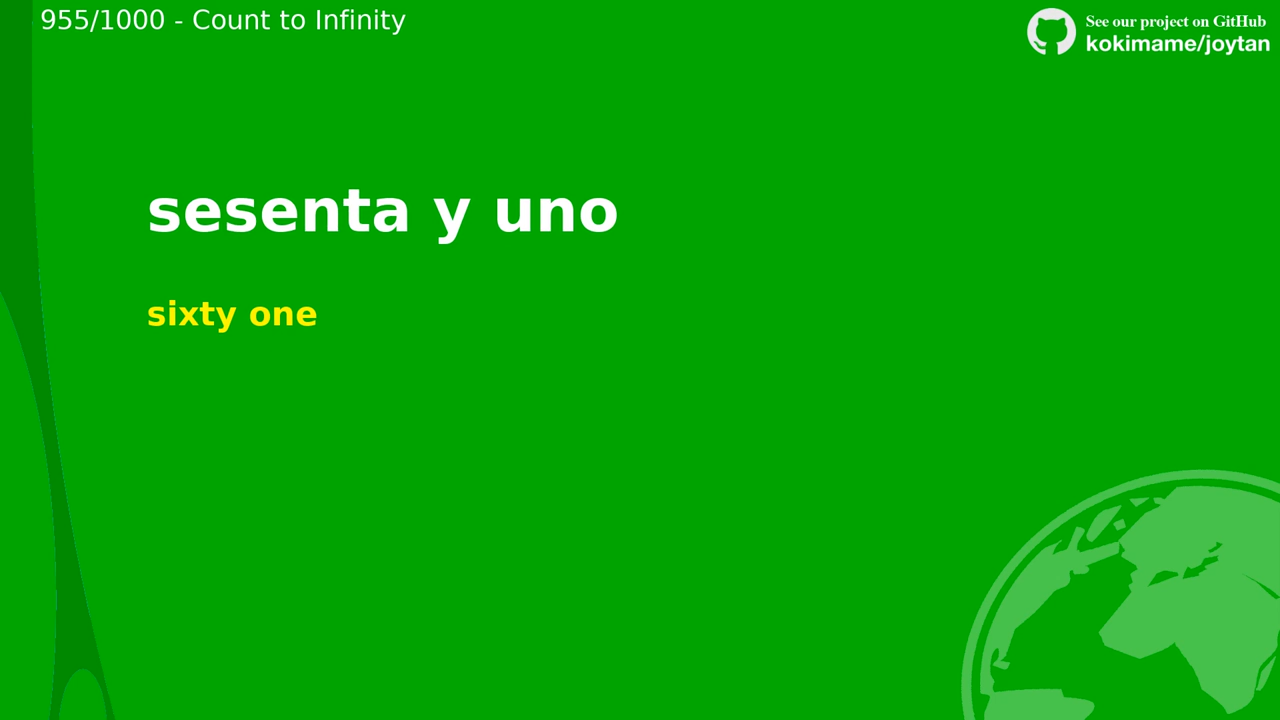 955/1000 - Count to Infinity
See our project on GitHub
kokimame/joytan
sesenta y uno
sixty one